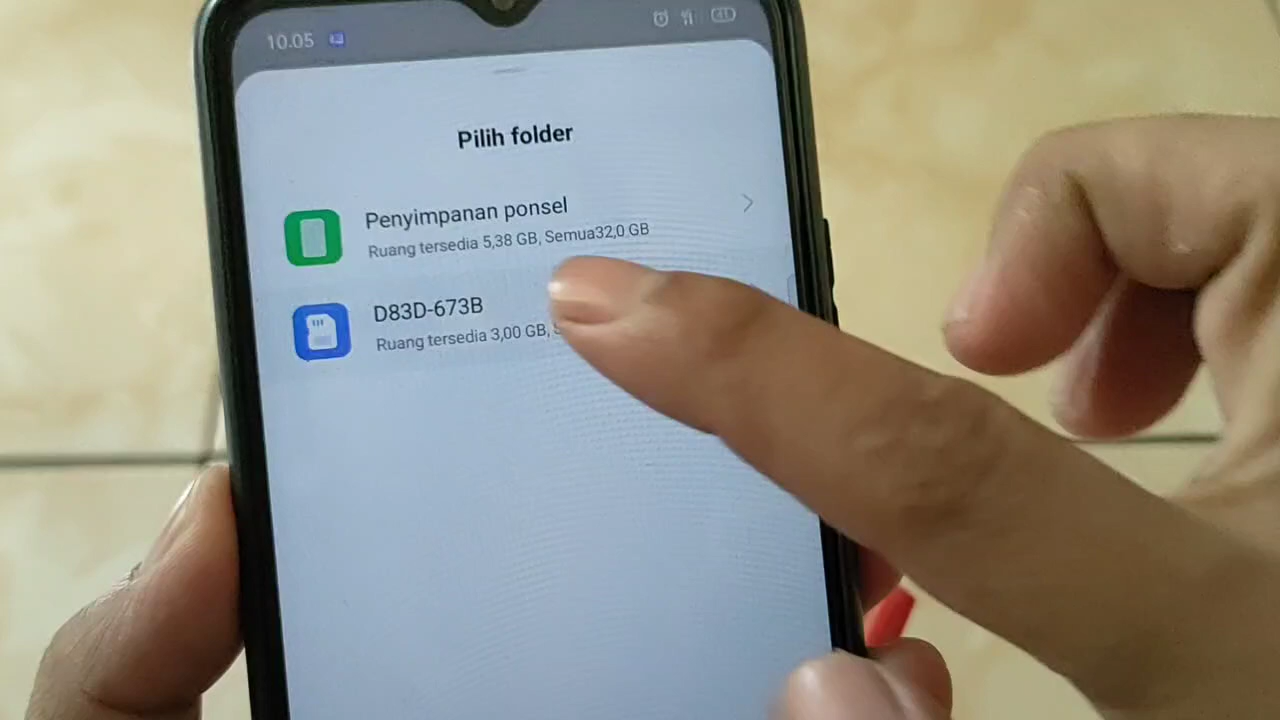 10.05
Pilih folder
Penyimpanan ponsel
Ruang tersedia 5,38 GB, Semua32,0 GB
D83D-673B
Ruang tersedia 3,00 GB,